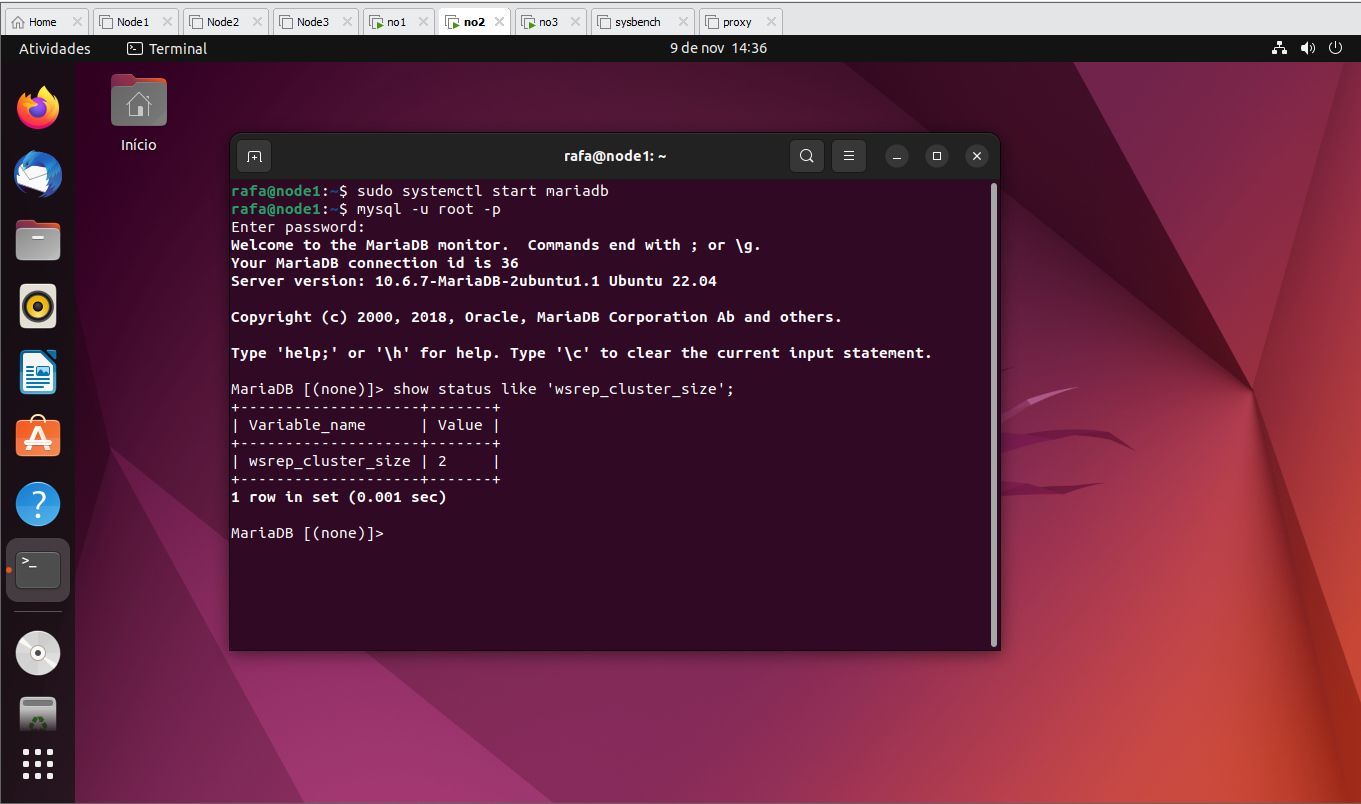 Home
Node1
Node2
Node3
no1
no2
no3
sysbench
proxy
Atividades
Terminal
9 de nov 14:36
Início
rafa@node1: ~
rafa@node1:~$ sudo systemctl start mariadb
rafa@node1:~$ mysql -u root -p
Enter password:
Welcome to the MariaDB monitor.  Commands end with ; or \g.
Your MariaDB connection id is 36
Server version: 10.6.7-MariaDB-2ubuntu1.1 Ubuntu 22.04
Copyright (c) 2000, 2018, Oracle, MariaDB Corporation Ab and others.
Type 'help;' or '\h' for help. Type '\c' to clear the current input statement.
MariaDB [(none)]> show status like 'wsrep_cluster_size';
+--------------------+-------+
| Variable_name      | Value |
+--------------------+-------+
| wsrep_cluster_size | 2     |
+--------------------+-------+
1 row in set (0.001 sec)
MariaDB [(none)]>